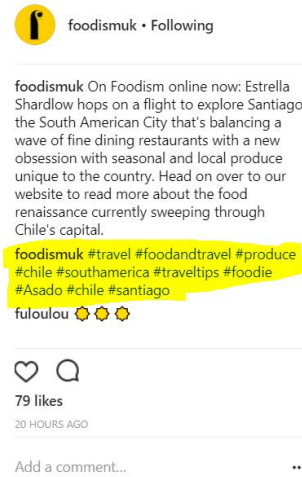 f
foodismuk • Following
foodismuk On Foodism online now: Estrella
Shardlow hops on a flight to explore Santiago
the South American City that's balancing a
wave of fine dining restaurants with a new
obsession with seasonal and local produce
unique to the country. Head on over to our
website to read more about the food
renaissance currently sweeping through
Chile's capital.
foodismuk #travel #foodandtravel #produce
#chile #southamerica #traveltips #foodie
#Asado #chile #santiago
fuloulou
79 likes
20 HOURS AGO
Add a comment...